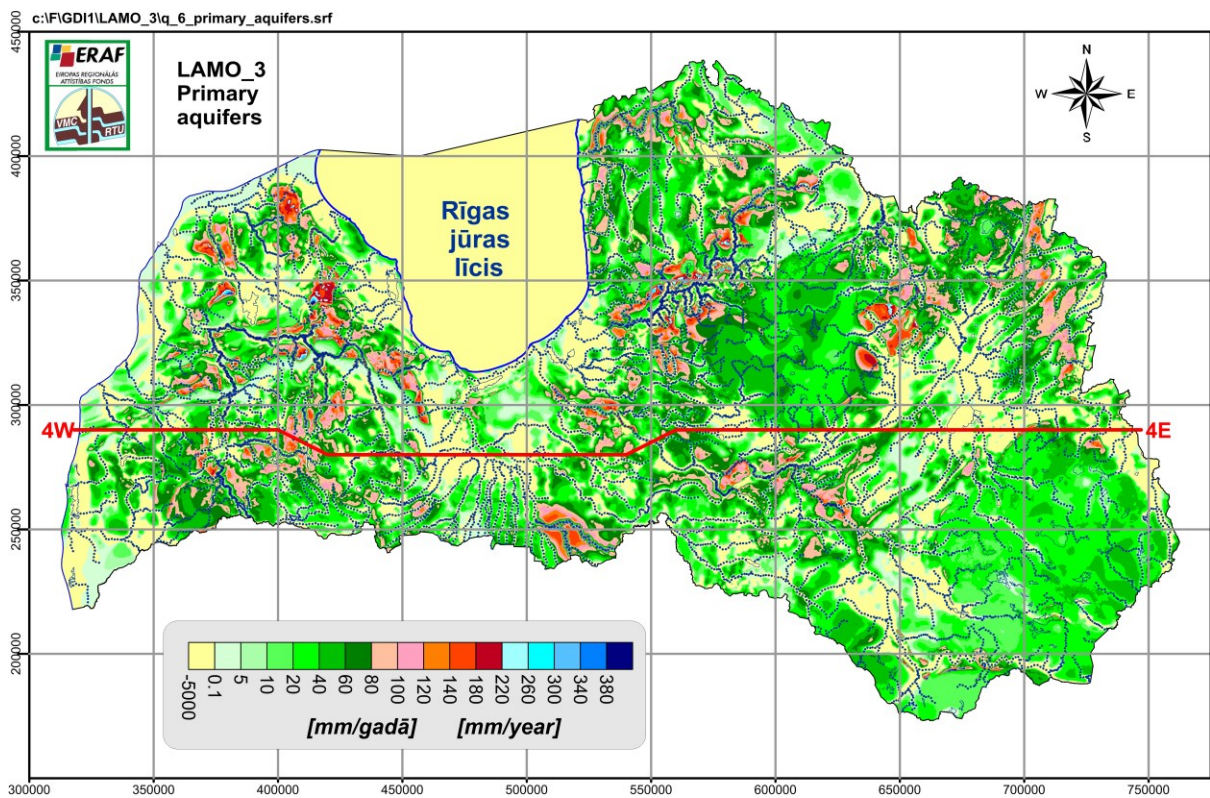 c:\F\GDI1\LAMO_3\q_6_primary_aquifers.srf
450000
400000
350000
300000
250000
200000
ERAF
EIROPAS REGIONĀLĀS
ATTĪSTĪBAS FONDS
VMC
RTU
LAMO_3
Primary
aquifers
N
W
E
S
Rīgas
jūras
līcis
4W
4E
-5000
0.1
5
10
20
40
60
80
100
120
140
180
220
260
300
340
380
[mm/gadā] [mm/year]
300000 350000 400000 450000 500000 550000 600000 650000 700000 750000